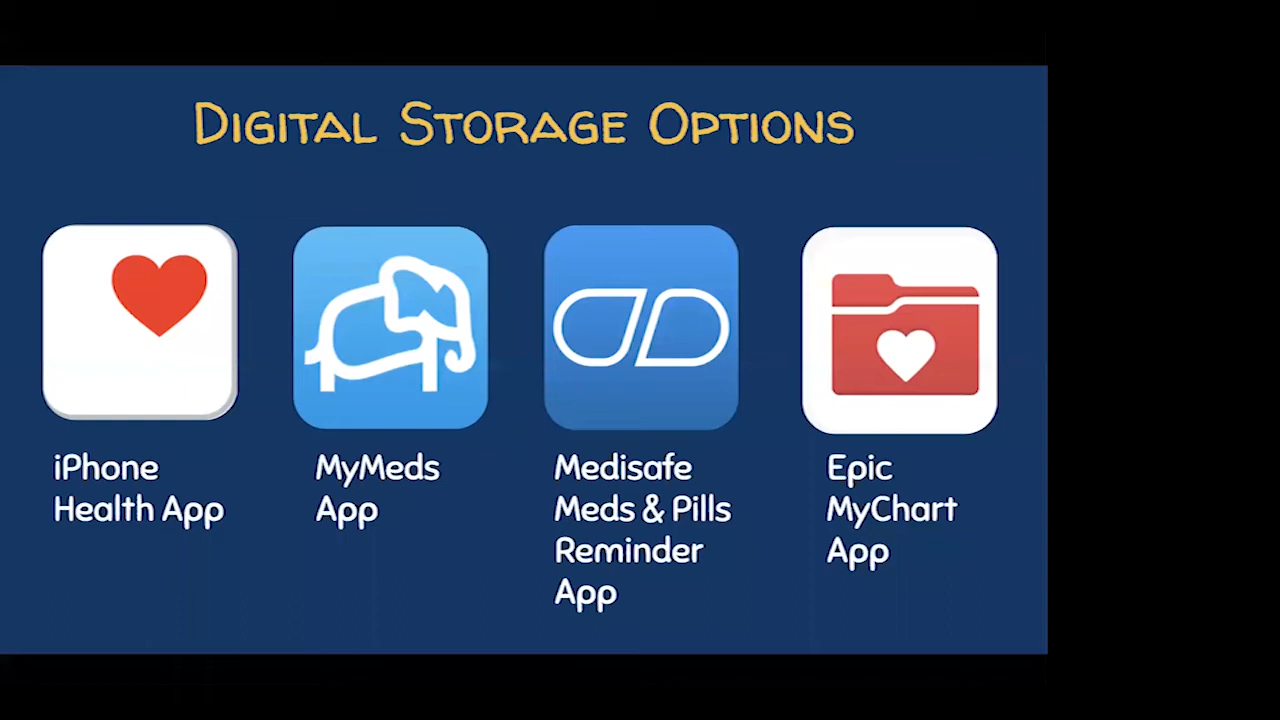 Digital Storage Options
iPhone
Health App
MyMeds
App
Medisafe
Meds & Pills
Reminder
App
Epic
MyChart
App